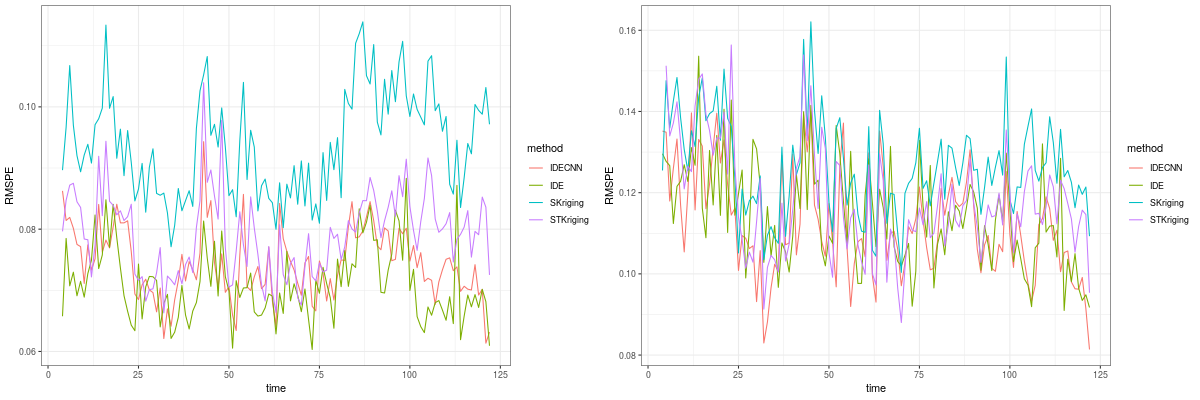 RMSPE
0.10
0.08
0.06
0 25 50 75 100 125
time
method
IDECNN
IDE
SKriging
STKriging
RMSPE
0.16
0.14
0.12
0.10
0.08
0 25 50 75 100 125
time
method
IDECNN
IDE
SKriging
STKriging